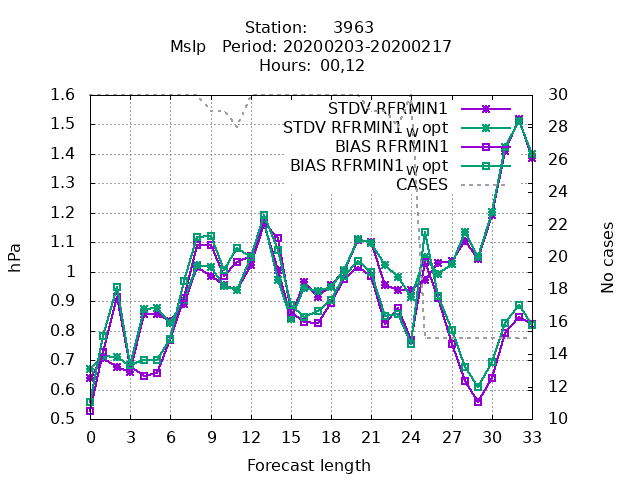 Station:     3963
Mslp   Period: 20200203-20200217
Hours:  00,12
STDV RFRMIN1
STDV RFRMIN1_w opt
BIAS RFRMIN1
BIAS RFRMIN1_w opt
CASES
hPa
1.6
1.5
1.4
1.3
1.2
1.1
1
0.9
0.8
0.7
0.6
0.5
30
28
26
24
22
20
18
16
14
12
10
No cases
0 3 6 9 12 15 18 21 24 27 30 33
Forecast length